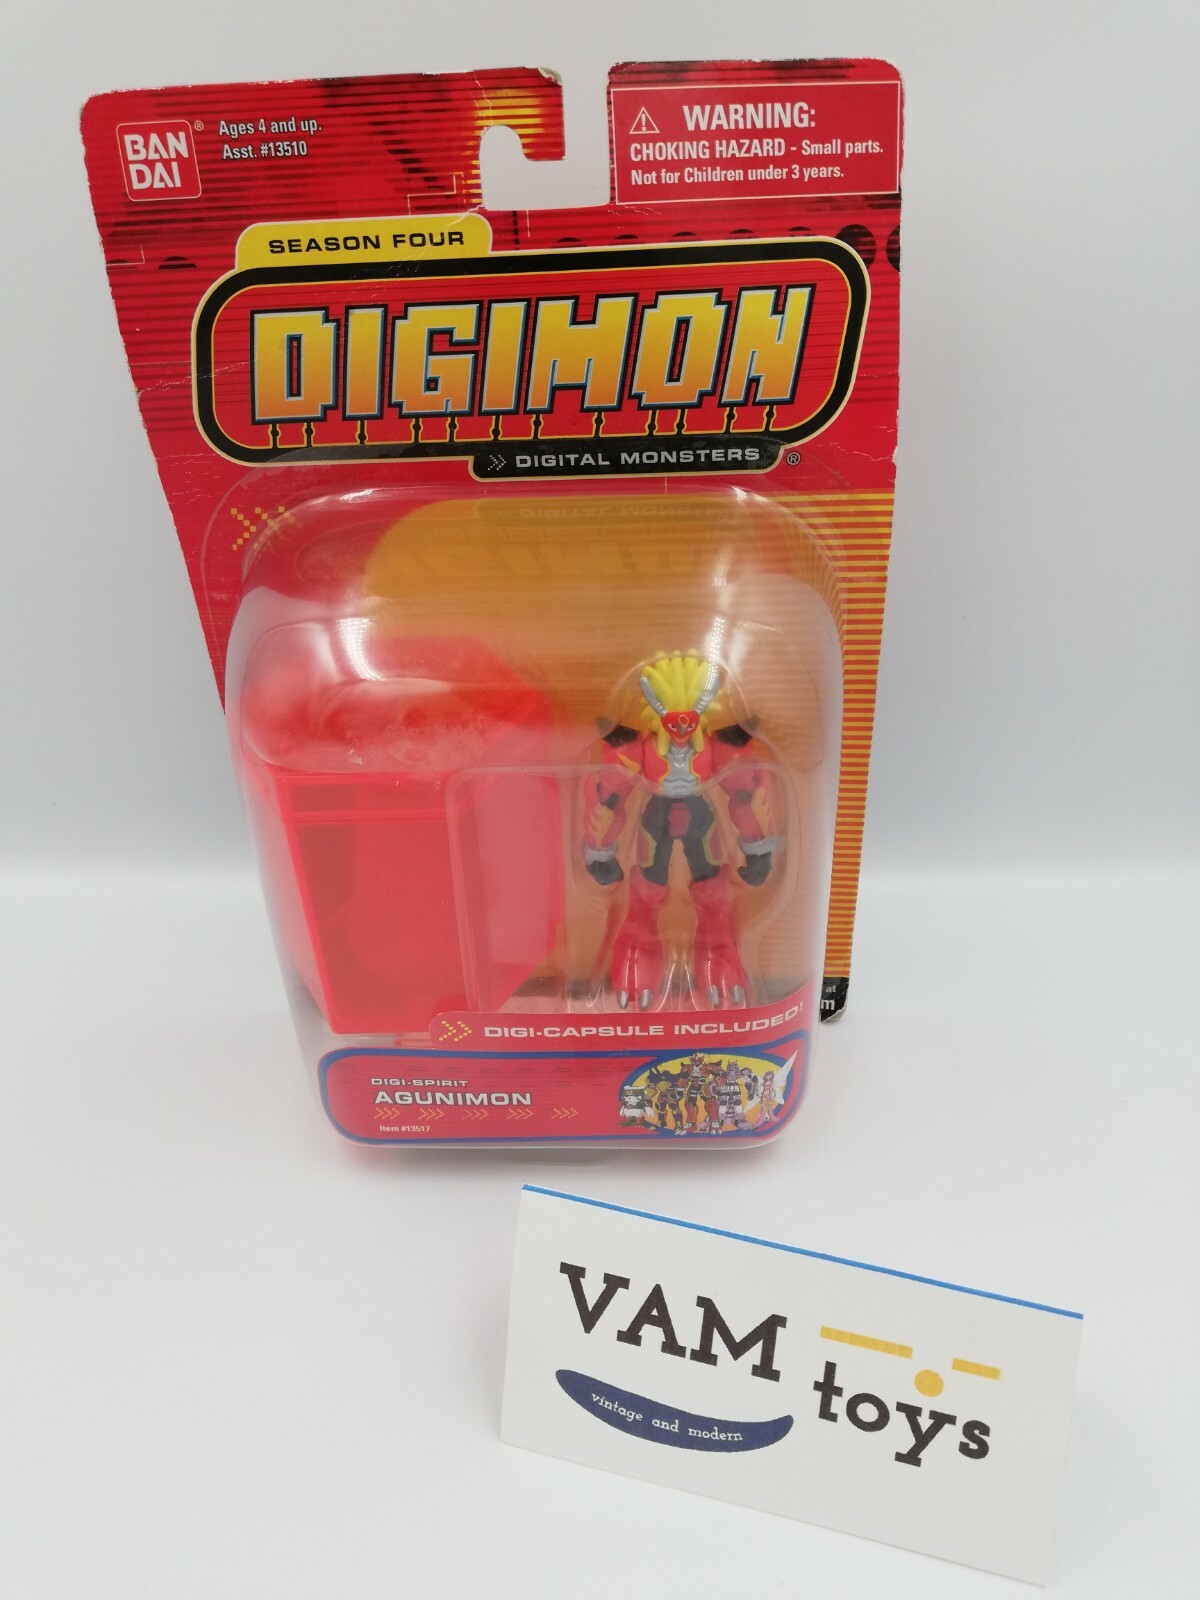 BAN
DAI
®
Ages 4 and up.
Asst. #13510
WARNING:
CHOKING HAZARD - Small parts.
Not for Children under 3 years.
SEASON FOUR
DIGIMON
DIGITAL MONSTERS ®
at
m
DIGI-CAPSULE INCLUDED!
DIGI-SPIRIT
AGUNIMON
Item #13517
VAM
toys
vintage and modern